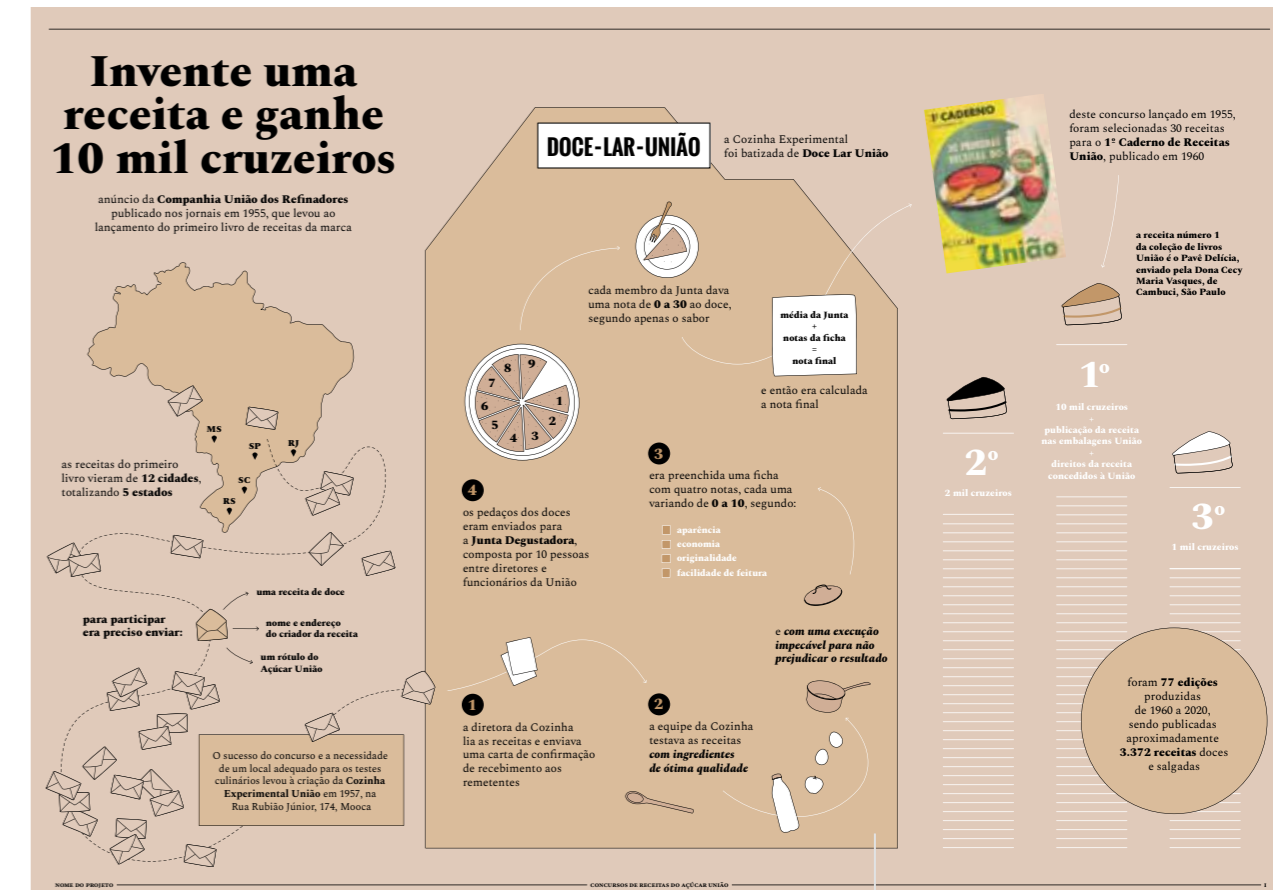 Invente uma
receita e ganhe
10 mil cruzeiros
anúncio da Companhia União dos Refinadores
publicado nos jornais em 1955, que levou ao
lançamento do primeiro livro de receitas da marca
MS
SP
RJ
SC
RS
as receitas do primeiro
livro vieram de 12 cidades,
totalizando 5 estados
para participar
era preciso enviar:
uma receita de doce
nome e endereço
do criador da receita
um rótulo do
Açúcar União
O sucesso do concurso e a necessidade
de um local adequado para os testes
culinários levou à criação da Cozinha
Experimental União em 1957, na
Rua Rubião Júnior, 174, Mooca
DOCE-LAR-UNIÃO
a Cozinha Experimental
foi batizada de Doce Lar União
1
a diretora da Cozinha
lia as receitas e enviava
uma carta de confirmação
de recebimento aos
remetentes
2
a equipe da Cozinha
testava as receitas
com ingredientes
de ótima qualidade
e com uma execução
impecável para não
prejudicar o resultado
3
era preenchida uma ficha
com quatro notas, cada uma
variando de 0 a 10, segundo:
aparência
economia
originalidade
facilidade de feitura
4
os pedaços dos doces
eram enviados para
a Junta Degustadora,
composta por 10 pessoas
entre diretores e
funcionários da União
1
2
3
4
5
6
7
8
9
cada membro da Junta dava
uma nota de 0 a 30 ao doce,
segundo apenas o sabor
média da Junta
+
notas da ficha
=
nota final
e então era calculada
a nota final
1º CADERNO
AÇÚCAR
União
deste concurso lançado em 1955,
foram selecionadas 30 receitas
para o 1º Caderno de Receitas
União, publicado em 1960
a receita número 1
da coleção de livros
União é o Pavê Delícia,
enviado pela Dona Cecy
Maria Vasques, de
Cambuci, São Paulo
1º
10 mil cruzeiros
+
publicação da receita
nas embalagens União
+
direitos da receita
concedidos à União
2º
2 mil cruzeiros
3º
1 mil cruzeiros
foram 77 edições
produzidas
de 1960 a 2020,
sendo publicadas
aproximadamente
3.372 receitas doces
e salgadas
NOME DO PROJETO
CONCURSOS DE RECEITAS DO AÇÚCAR UNIÃO
1